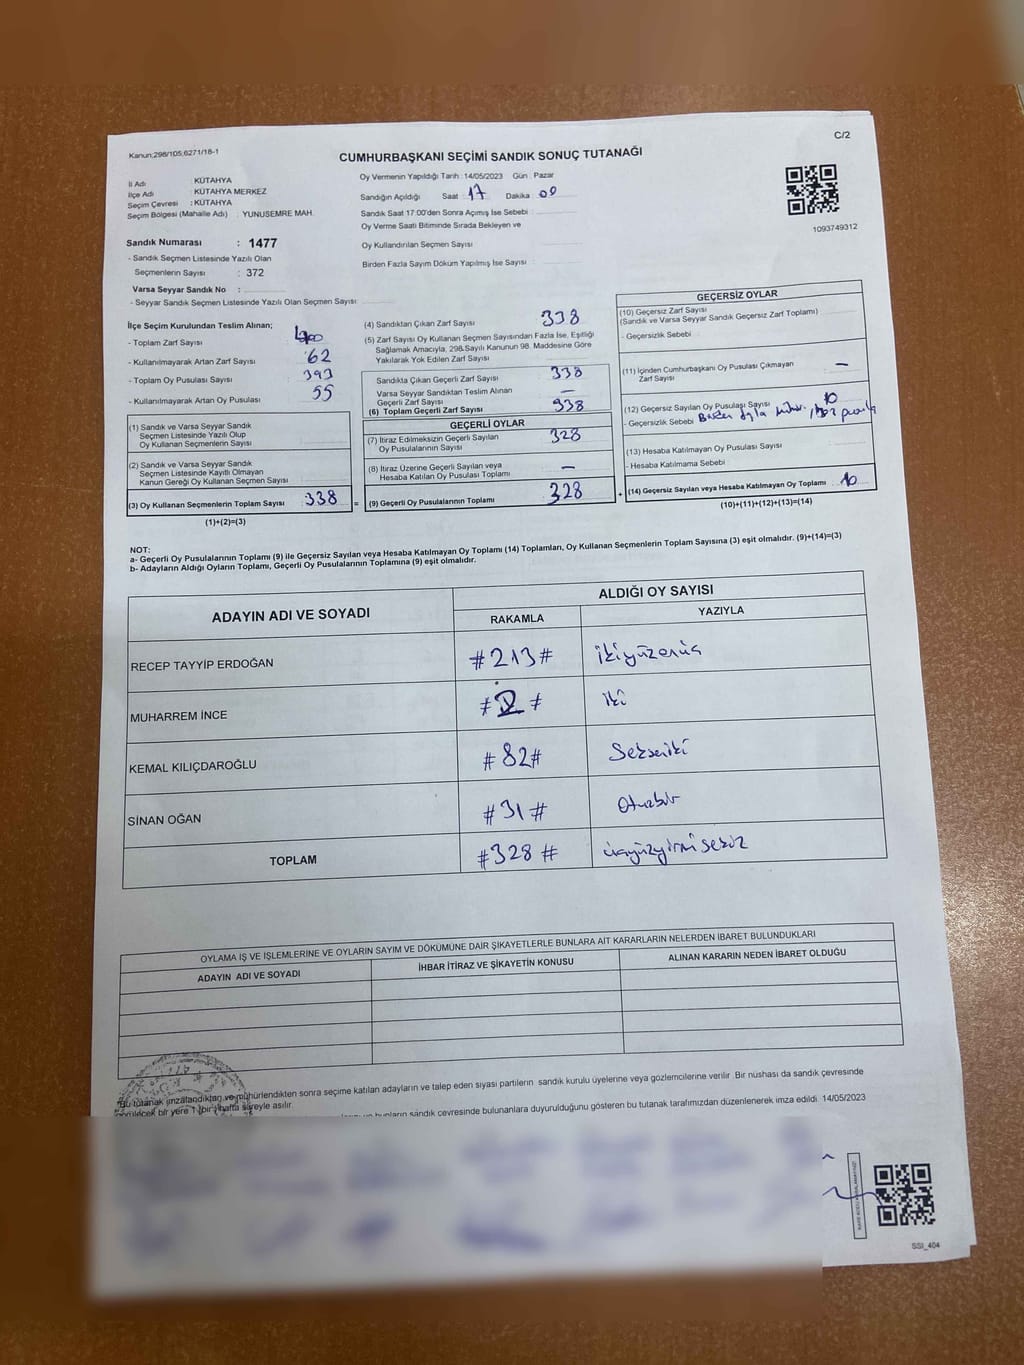 C/2
Kanun;298/105;6271/18-1
CUMHURBAŞKANI SEÇİMİ SANDIK SONUÇ TUTANAĞI
İl Adı : KÜTAHYA
İlçe Adı : KÜTAHYA MERKEZ
Seçim Çevresi : KÜTAHYA
Seçim Bölgesi (Mahalle Adı) : YUNUSEMRE MAH.
Sandık Numarası : 1477
- Sandık Seçmen Listesinde Yazılı Olan
Seçmenlerin Sayısı : 372
Varsa Seyyar Sandık No :
- Seyyar Sandık Seçmen Listesinde Yazılı Olan Seçmen Sayısı
Oy Vermenin Yapıldığı Tarih : 14/05/2023 Gün : Pazar
Sandığın Açıldığı Saat 17 Dakika 00
Sandık Saat 17:00'den Sonra Açımış İse Sebebi :
Oy Verme Saati Bitiminde Sırada Bekleyen ve
Oy Kullandırılan Seçmen Sayısı
Birden Fazla Sayım Döküm Yapılmış İse Sayısı :
1093749312
İlçe Seçim Kurulundan Teslim Alınan;
- Toplam Zarf Sayısı 400
- Kullanılmayarak Artan Zarf Sayısı 62
- Toplam Oy Pusulası Sayısı 393
- Kullanılmayarak Artan Oy Pusulası 55
(1) Sandık ve Varsa Seyyar Sandık
Seçmen Listesinde Yazılı Olup
Oy Kullanan Seçmenlerin Sayısı
(2) Sandık ve Varsa Seyyar Sandık
Seçmen Listesinde Kayıtlı Olmayan
Kanun Gereği Oy Kullanan Seçmen Sayısı
(3) Oy Kullanan Seçmenlerin Toplam Sayısı 338 =
(1)+(2)=(3)
(4) Sandıktan Çıkan Zarf Sayısı 338
(5) Zarf Sayısı Oy Kullanan Seçmen Sayısından Fazla İse, Eşitliği
Sağlamak Amacıyla, 298 Sayılı Kanunun 98. Maddesine Göre
Yakılarak Yok Edilen Zarf Sayısı
Sandıkta Çıkan Geçerli Zarf Sayısı 338
Varsa Seyyar Sandıktan Teslim Alınan
Geçerli Zarf Sayısı —
(6) Toplam Geçerli Zarf Sayısı 338
GEÇERLİ OYLAR
(7) İtiraz Edilmeksizin Geçerli Sayılan
Oy Pusulalarının Sayısı 328
(8) İtiraz Üzerine Geçerli Sayılan veya
Hesaba Katılan Oy Pusulası Toplamı —
(9) Geçerli Oy Pusulalarının Toplamı 328 +
GEÇERSİZ OYLAR
(10) Geçersiz Zarf Sayısı
(Sandık ve Varsa Seyyar Sandık Geçersiz Zarf Toplamı)
- Geçersizlik Sebebi
(11) İçinden Cumhurbaşkanı Oy Pusulası Çıkmayan
Zarf Sayısı —
(12) Geçersiz Sayılan Oy Pusulası Sayısı 10
- Geçersizlik Sebebi Birden fazla mühür.
(13) Hesaba Katılmayan Oy Pusulası Sayısı
- Hesaba Katılmama Sebebi
(14) Geçersiz Sayılan veya Hesaba Katılmayan Oy Toplamı 10
(10)+(11)+(12)+(13)=(14)
NOT:
a- Geçerli Oy Pusulalarının Toplamı (9) ile Geçersiz Sayılan veya Hesaba Katılmayan Oy Toplamı (14) Toplamları, Oy Kullanan Seçmenlerin Toplam Sayısına (3) eşit olmalıdır. (9)+(14)=(3)
b- Adayların Aldığı Oyların Toplamı, Geçerli Oy Pusulalarının Toplamına (9) eşit olmalıdır.
ADAYIN ADI VE SOYADI
ALDIĞI OY SAYISI
RAKAMLA YAZIYLA
RECEP TAYYİP ERDOĞAN #213# ikiyüzonüç
MUHARREM İNCE #2# iki
KEMAL KILIÇDAROĞLU #82# Sekseniki
SİNAN OĞAN #31# Otuzbir
TOPLAM #328# üçyüzyirmisekiz
OYLAMA İŞ VE İŞLEMLERİNE VE OYLARIN SAYIM VE DÖKÜMÜNE DAİR ŞİKAYETLERLE BUNLARA AİT KARARLARIN NELERDEN İBARET BULUNDUKLARI
ADAYIN ADI VE SOYADI İHBAR İTİRAZ VE ŞİKAYETİN KONUSU ALINAN KARARIN NEDEN İBARET OLDUĞU
*Bu tutanak imzalandıktan ve mühürlendikten sonra seçime katılan adayların ve talep eden siyasi partilerin sandık kurulu üyelerine veya gözlemcilerine verilir. Bir nüshası da sandık çevresinde
görülecek bir yere 1 (bir) hafta süreyle asılır.
ve bunların sandık çevresinde bulunanlara duyurulduğunu gösteren bu tutanak tarafımızdan düzenlenerek imza edildi. 14/05/2023
SSI_404